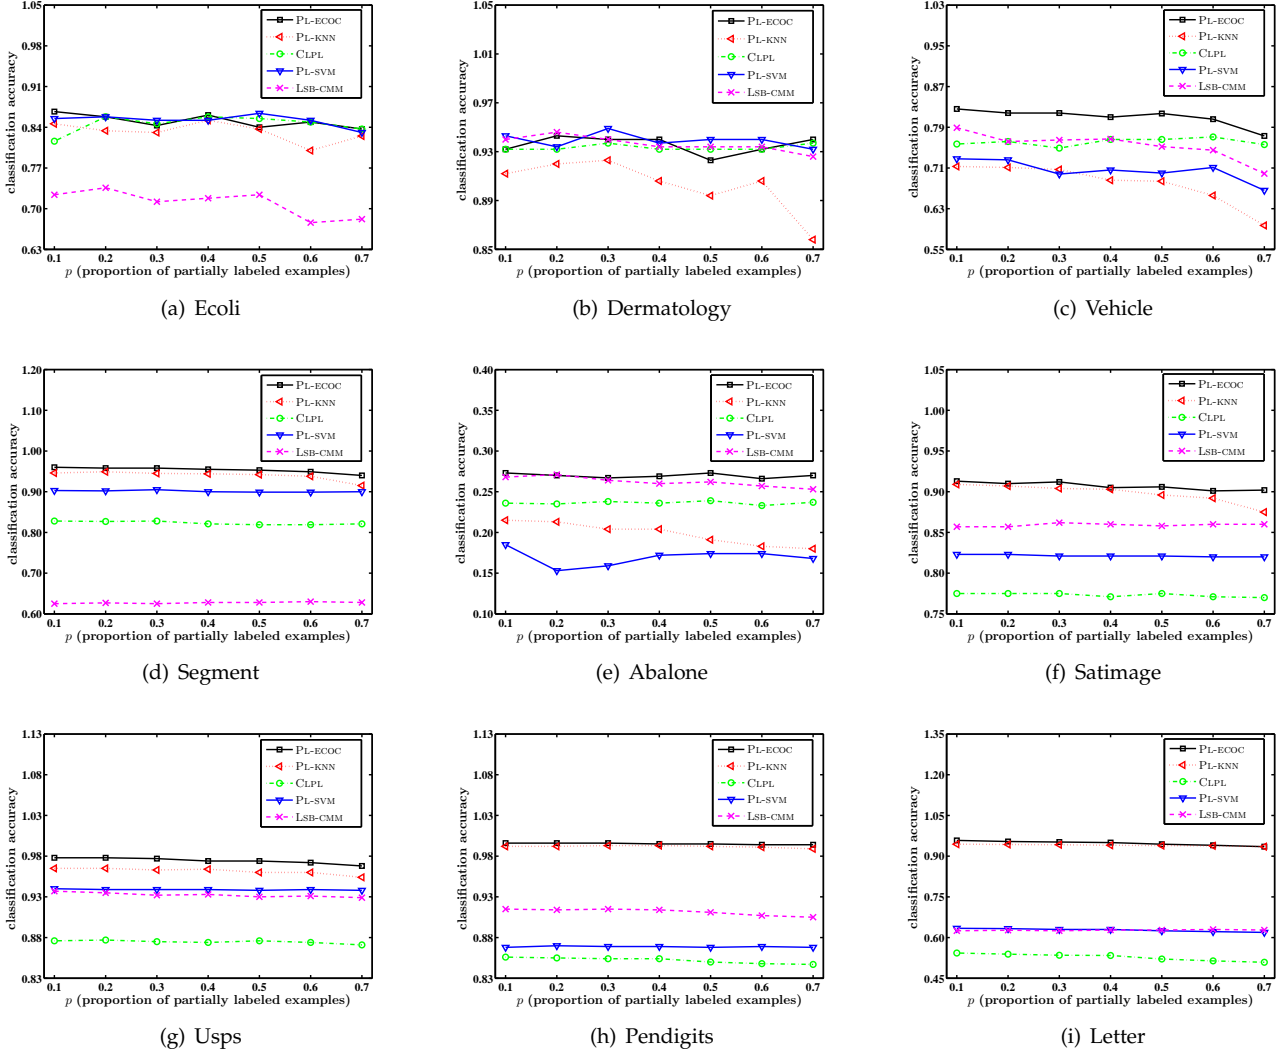 1.05
0.98
0.91
0.84
0.77
0.70
0.63
classification accuracy
PL-ECOC
PL-KNN
CLPL
PL-SVM
LSB-CMM
0.1 0.2 0.3 0.4 0.5 0.6 0.7
p (proportion of partially labeled examples)
(a) Ecoli
1.05
1.01
0.97
0.93
0.89
0.85
classification accuracy
PL-ECOC
PL-KNN
CLPL
PL-SVM
LSB-CMM
0.1 0.2 0.3 0.4 0.5 0.6 0.7
p (proportion of partially labeled examples)
(b) Dermatology
1.03
0.95
0.87
0.79
0.71
0.63
0.55
classification accuracy
PL-ECOC
PL-KNN
CLPL
PL-SVM
LSB-CMM
0.1 0.2 0.3 0.4 0.5 0.6 0.7
p (proportion of partially labeled examples)
(c) Vehicle
1.20
1.10
1.00
0.90
0.80
0.70
0.60
classification accuracy
PL-ECOC
PL-KNN
CLPL
PL-SVM
LSB-CMM
0.1 0.2 0.3 0.4 0.5 0.6 0.7
p (proportion of partially labeled examples)
(d) Segment
0.40
0.35
0.30
0.25
0.20
0.15
0.10
classification accuracy
PL-ECOC
PL-KNN
CLPL
PL-SVM
LSB-CMM
0.1 0.2 0.3 0.4 0.5 0.6 0.7
p (proportion of partially labeled examples)
(e) Abalone
1.05
1.00
0.95
0.90
0.85
0.80
0.75
classification accuracy
PL-ECOC
PL-KNN
CLPL
PL-SVM
LSB-CMM
0.1 0.2 0.3 0.4 0.5 0.6 0.7
p (proportion of partially labeled examples)
(f) Satimage
1.13
1.08
1.03
0.98
0.93
0.88
0.83
classification accuracy
PL-ECOC
PL-KNN
CLPL
PL-SVM
LSB-CMM
0.1 0.2 0.3 0.4 0.5 0.6 0.7
p (proportion of partially labeled examples)
(g) Usps
1.13
1.08
1.03
0.98
0.93
0.88
0.83
classification accuracy
PL-ECOC
PL-KNN
CLPL
PL-SVM
LSB-CMM
0.1 0.2 0.3 0.4 0.5 0.6 0.7
p (proportion of partially labeled examples)
(h) Pendigits
1.35
1.20
1.05
0.90
0.75
0.60
0.45
classification accuracy
PL-ECOC
PL-KNN
CLPL
PL-SVM
LSB-CMM
0.1 0.2 0.3 0.4 0.5 0.6 0.7
p (proportion of partially labeled examples)
(i) Letter